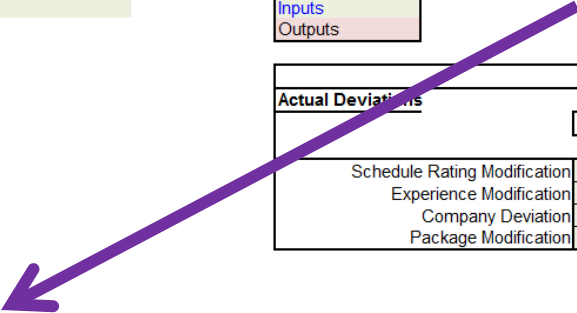 Inputs
Outputs
Actual Deviations
Schedule Rating Modification
Experience Modification
Company Deviation
Package Modification